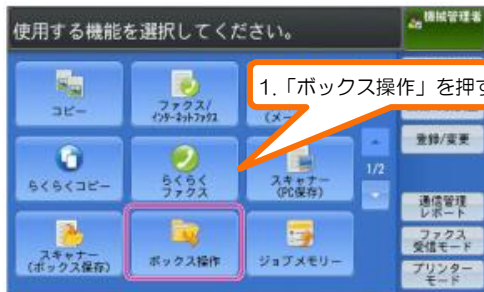 使用する機能を選択してください。
機械管理者
1.「ボックス操作」を押す
コピー
ファクス/
インターネットファクス
(メー
登録/変更
1/2
らくらくコピー
らくらく
ファクス
スキャナー
(PC保存)
通信管理
レポート
ファクス
受信モード
スキャナー
(ボックス保存)
ボックス操作
ジョブメモリー
プリンター
モード